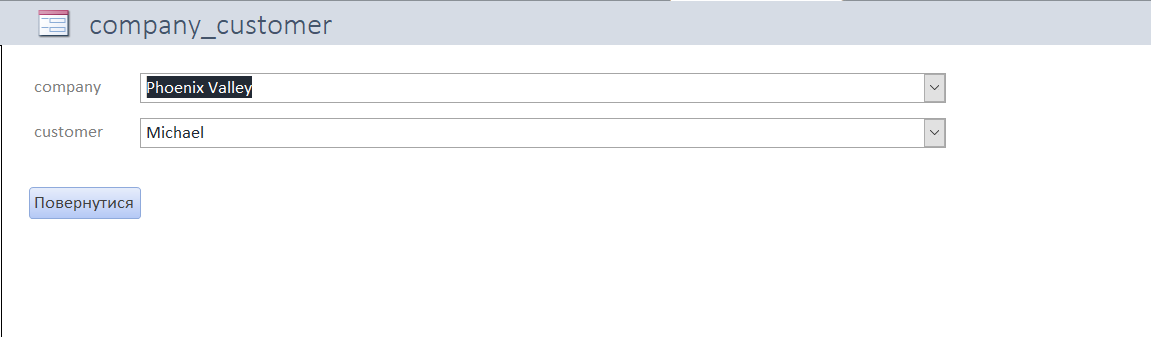 company_customer
company Phoenix Valley
customer Michael
Повернутися